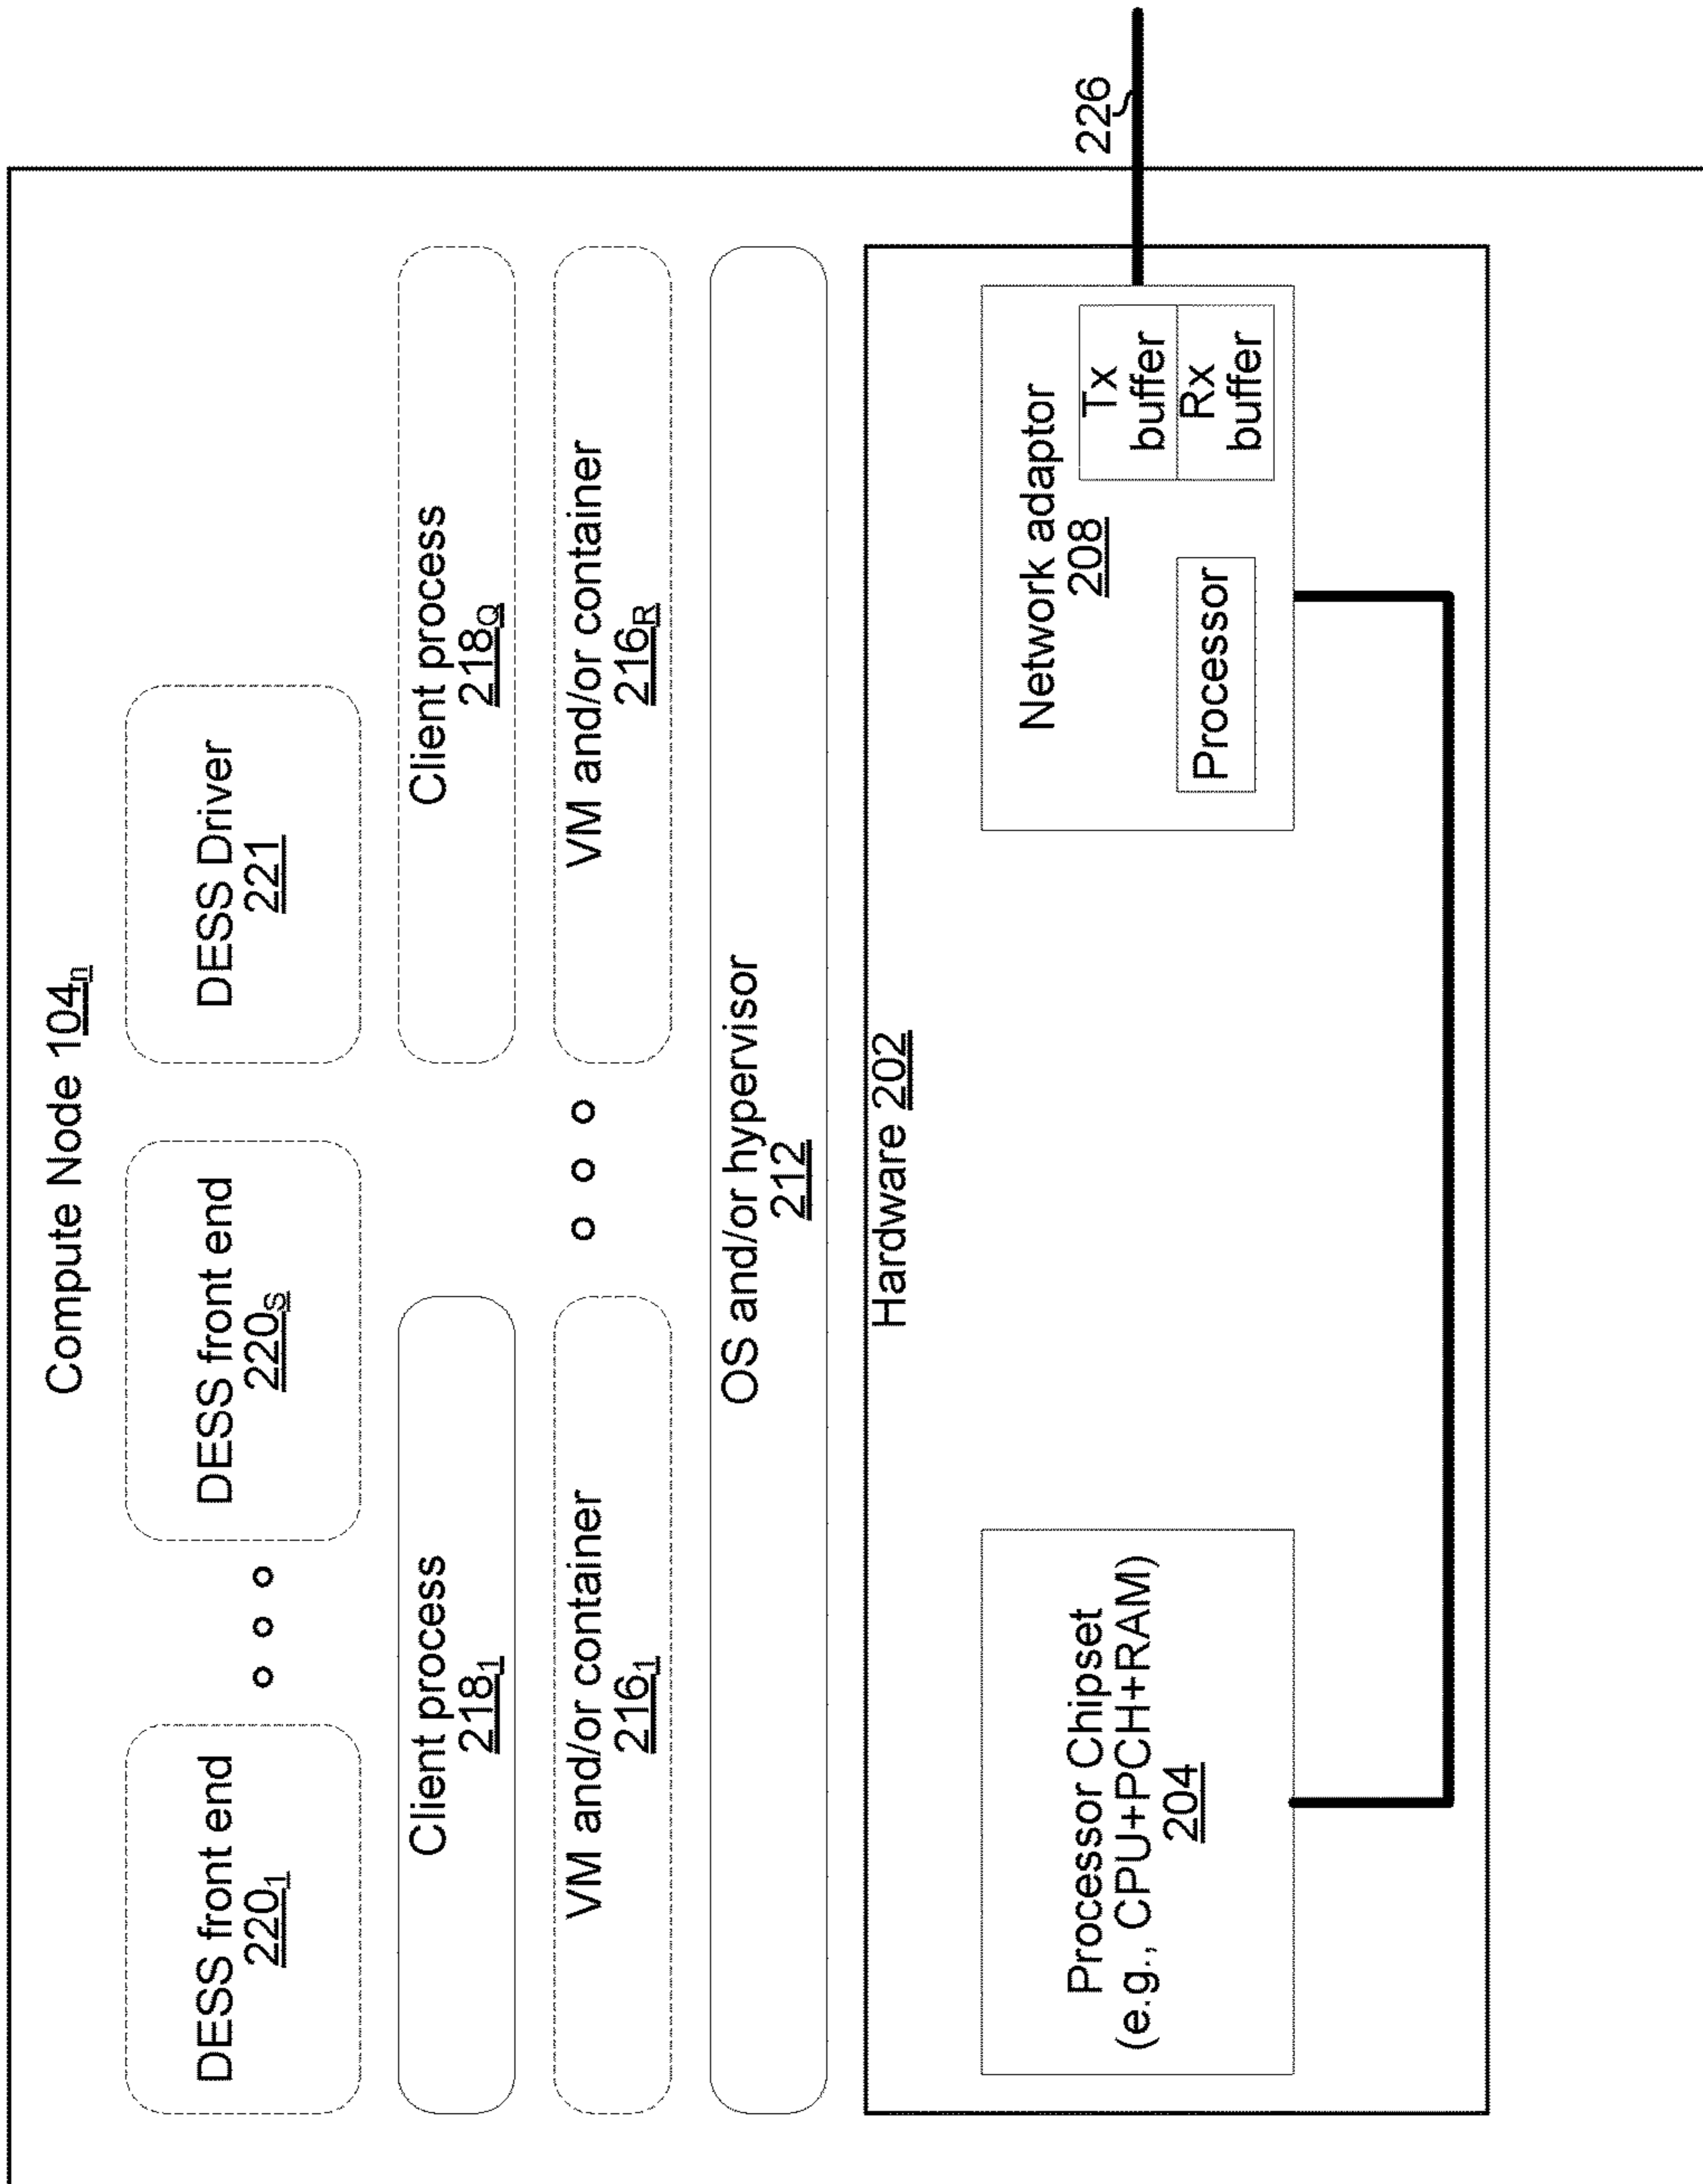 Compute Node 104n
DESS front end
2201
DESS front end
220S
DESS Driver
221
Client process
2181
Client process
218Q
VM and/or container
2161
VM and/or container
216R
OS and/or hypervisor
212
Hardware 202
Processor Chipset
(e.g., CPU+PCH+RAM)
204
Network adaptor
208
Processor
Tx
buffer
Rx
buffer
226